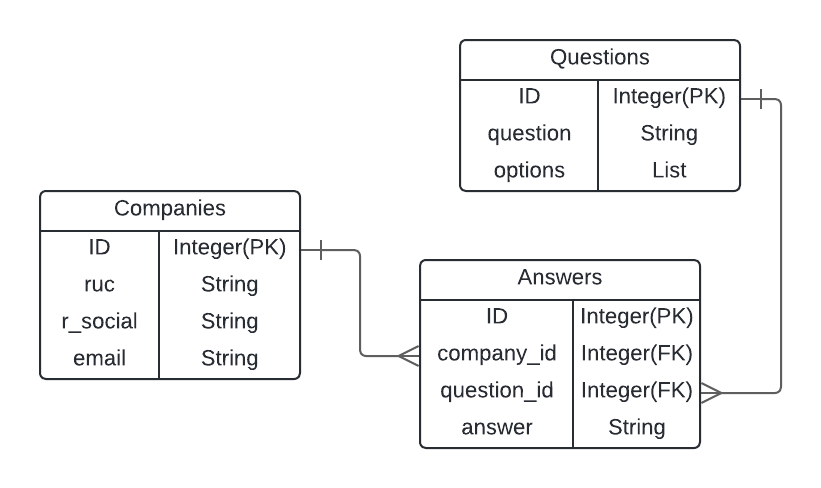 Questions
ID Integer(PK)
question String
options List
Companies
ID Integer(PK)
ruc String
r_social String
email String
Answers
ID Integer(PK)
company_id Integer(FK)
question_id Integer(FK)
answer String